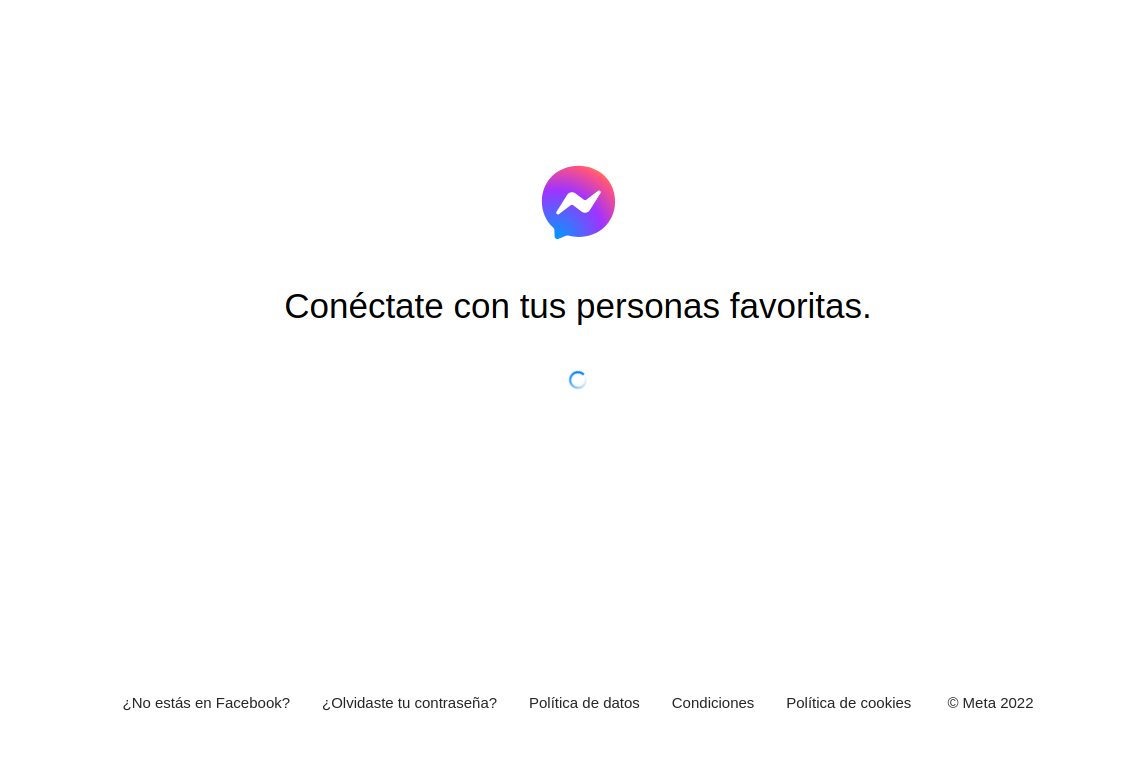 Conéctate con tus personas favoritas.
¿No estás en Facebook? ¿Olvidaste tu contraseña? Política de datos Condiciones Política de cookies © Meta 2022